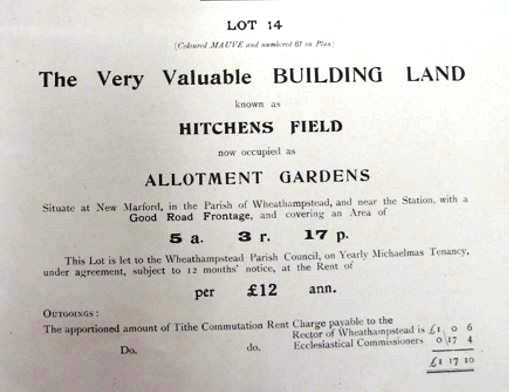 LOT 14
(Coloured MAUVE and numbered 61 on Plan)
The Very Valuable BUILDING LAND
known as
HITCHENS FIELD
now occupied as
ALLOTMENT GARDENS
Situate at New Marford, in the Parish of Wheathampstead, and near the Station, with a
Good Road Frontage, and covering an Area of
5 a. 3 r. 17 p.
This Lot is let to the Wheathampstead Parish Council, on Yearly Michaelmas Tenancy,
under agreement, subject to 12 months' notice, at the Rent of
per £12 ann.
OUTGOINGS:
The apportioned amount of Tithe Commutation Rent Charge payable to the
Rector of Wheathampstead is £1 0 6
Do. do. Ecclesiastical Commissioners 0 17 4
£1 17 10